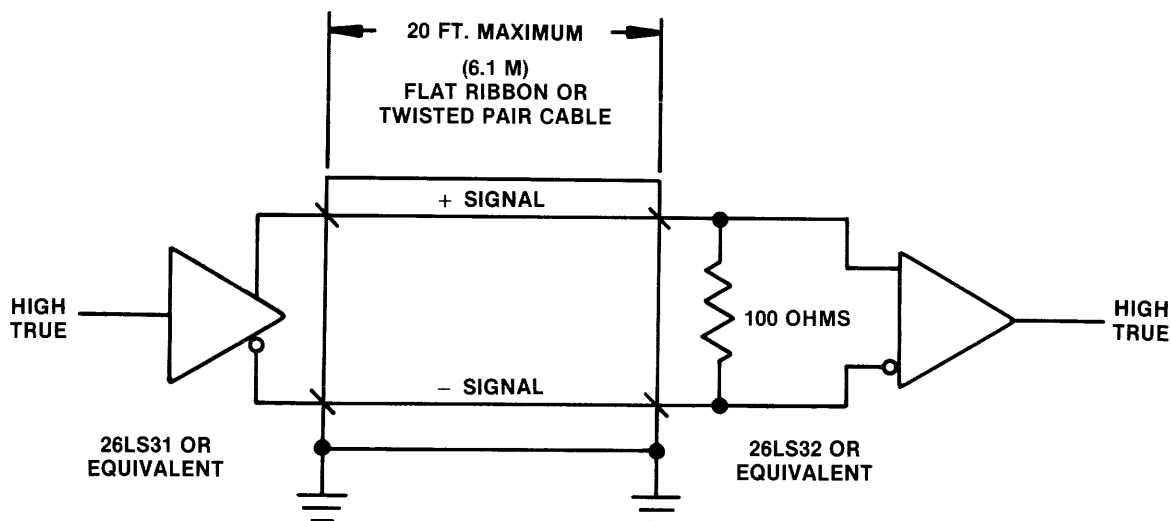 20 FT. MAXIMUM
(6.1 M)
FLAT RIBBON OR
TWISTED PAIR CABLE
+ SIGNAL
HIGH
TRUE
100 OHMS
HIGH
TRUE
− SIGNAL
26LS31 OR
EQUIVALENT
26LS32 OR
EQUIVALENT